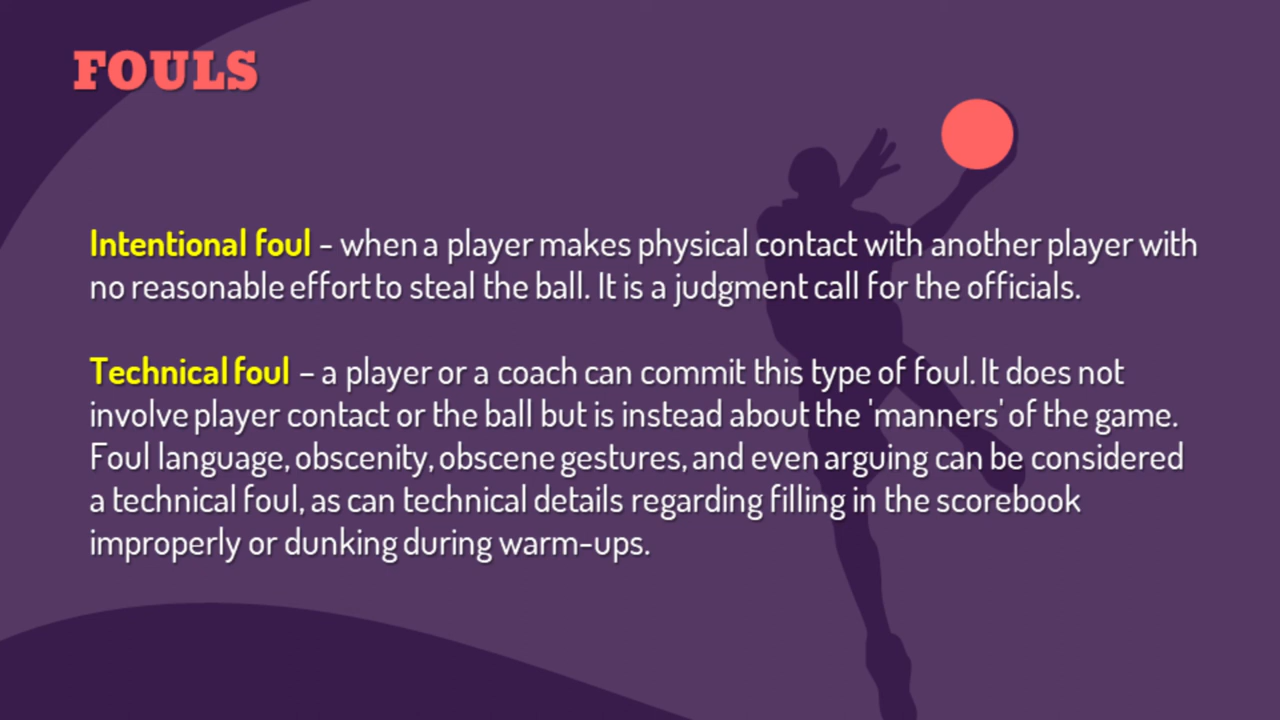 FOULS
Intentional foul – when a player makes physical contact with another player with
no reasonable effort to steal the ball. It is a judgment call for the officials.
Technical foul – a player or a coach can commit this type of foul. It does not
involve player contact or the ball but is instead about the 'manners' of the game.
Foul language, obscenity, obscene gestures, and even arguing can be considered
a technical foul, as can technical details regarding filling in the scorebook
improperly or dunking during warm-ups.